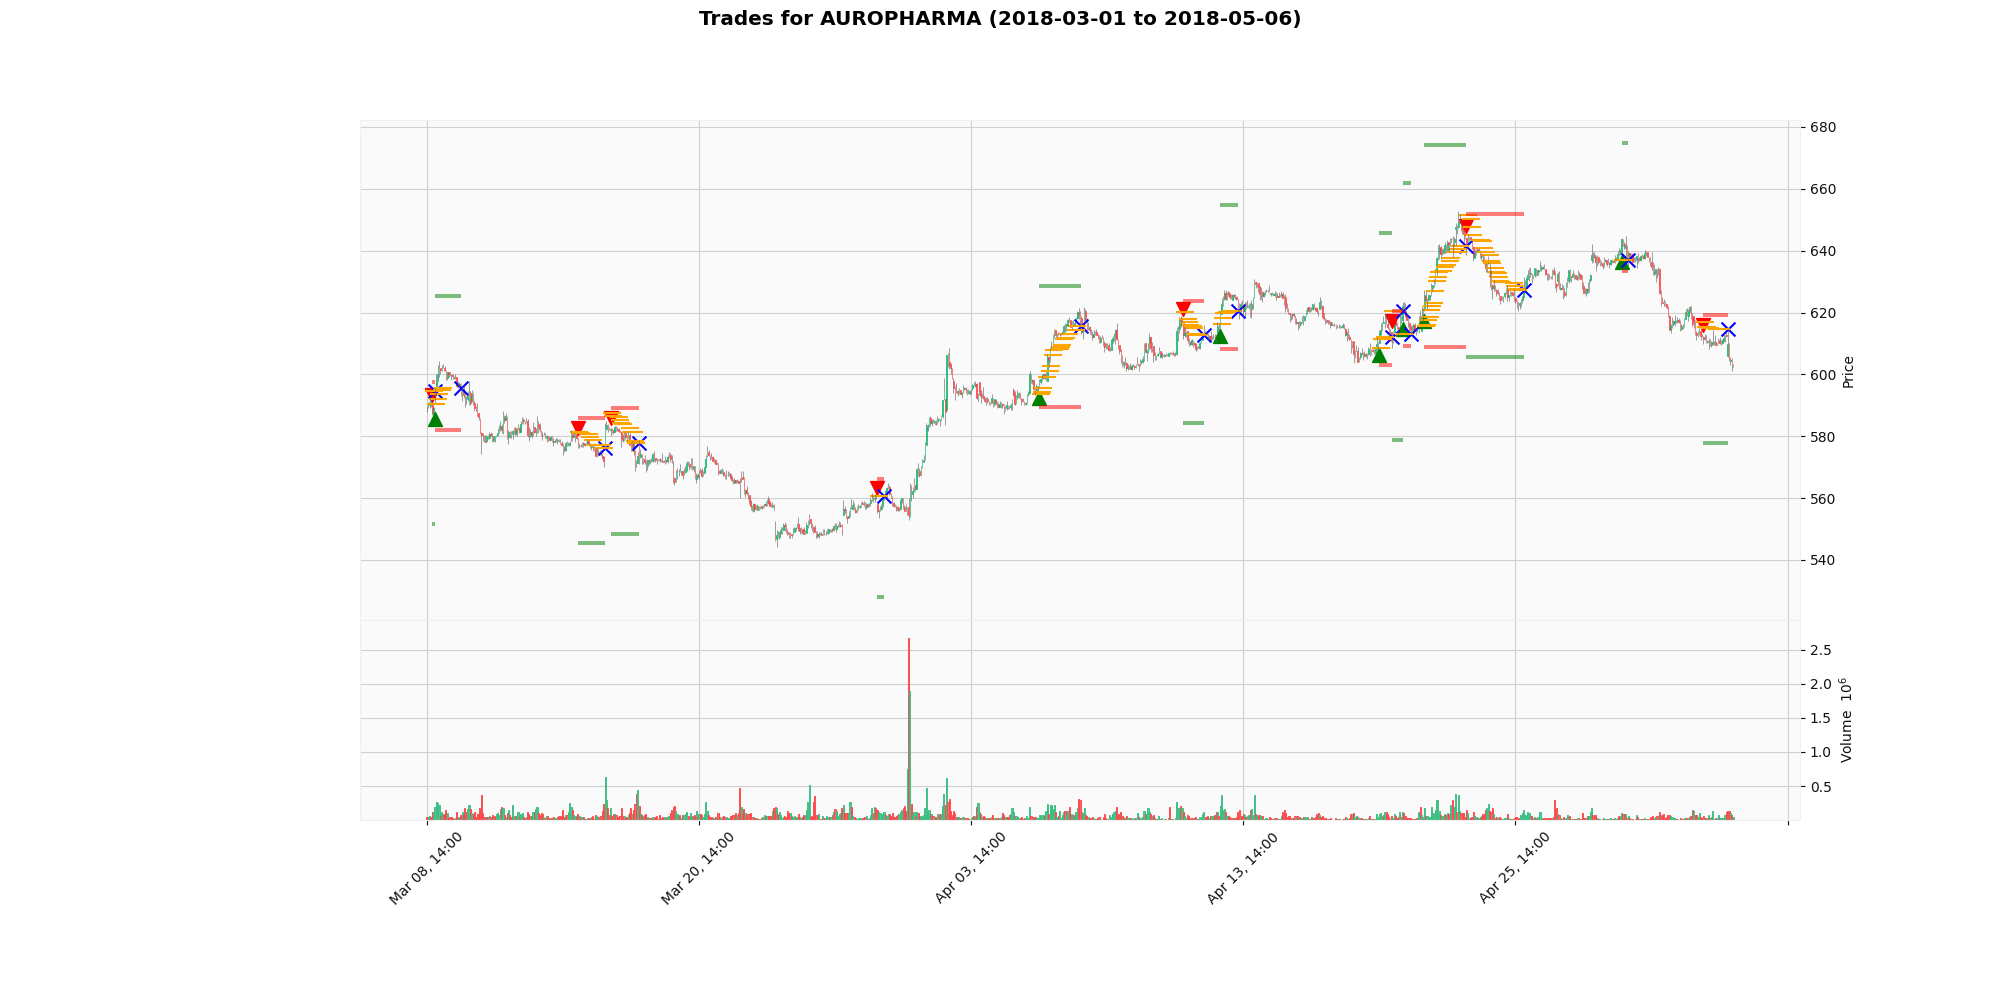 Trades for AUROPHARMA (2018-03-01 to 2018-05-06)
680
660
640
620
600
580
560
540
Price
2.5
2.0
1.5
1.0
0.5
Volume 10^6
Mar 08, 14:00
Mar 20, 14:00
Apr 03, 14:00
Apr 13, 14:00
Apr 25, 14:00